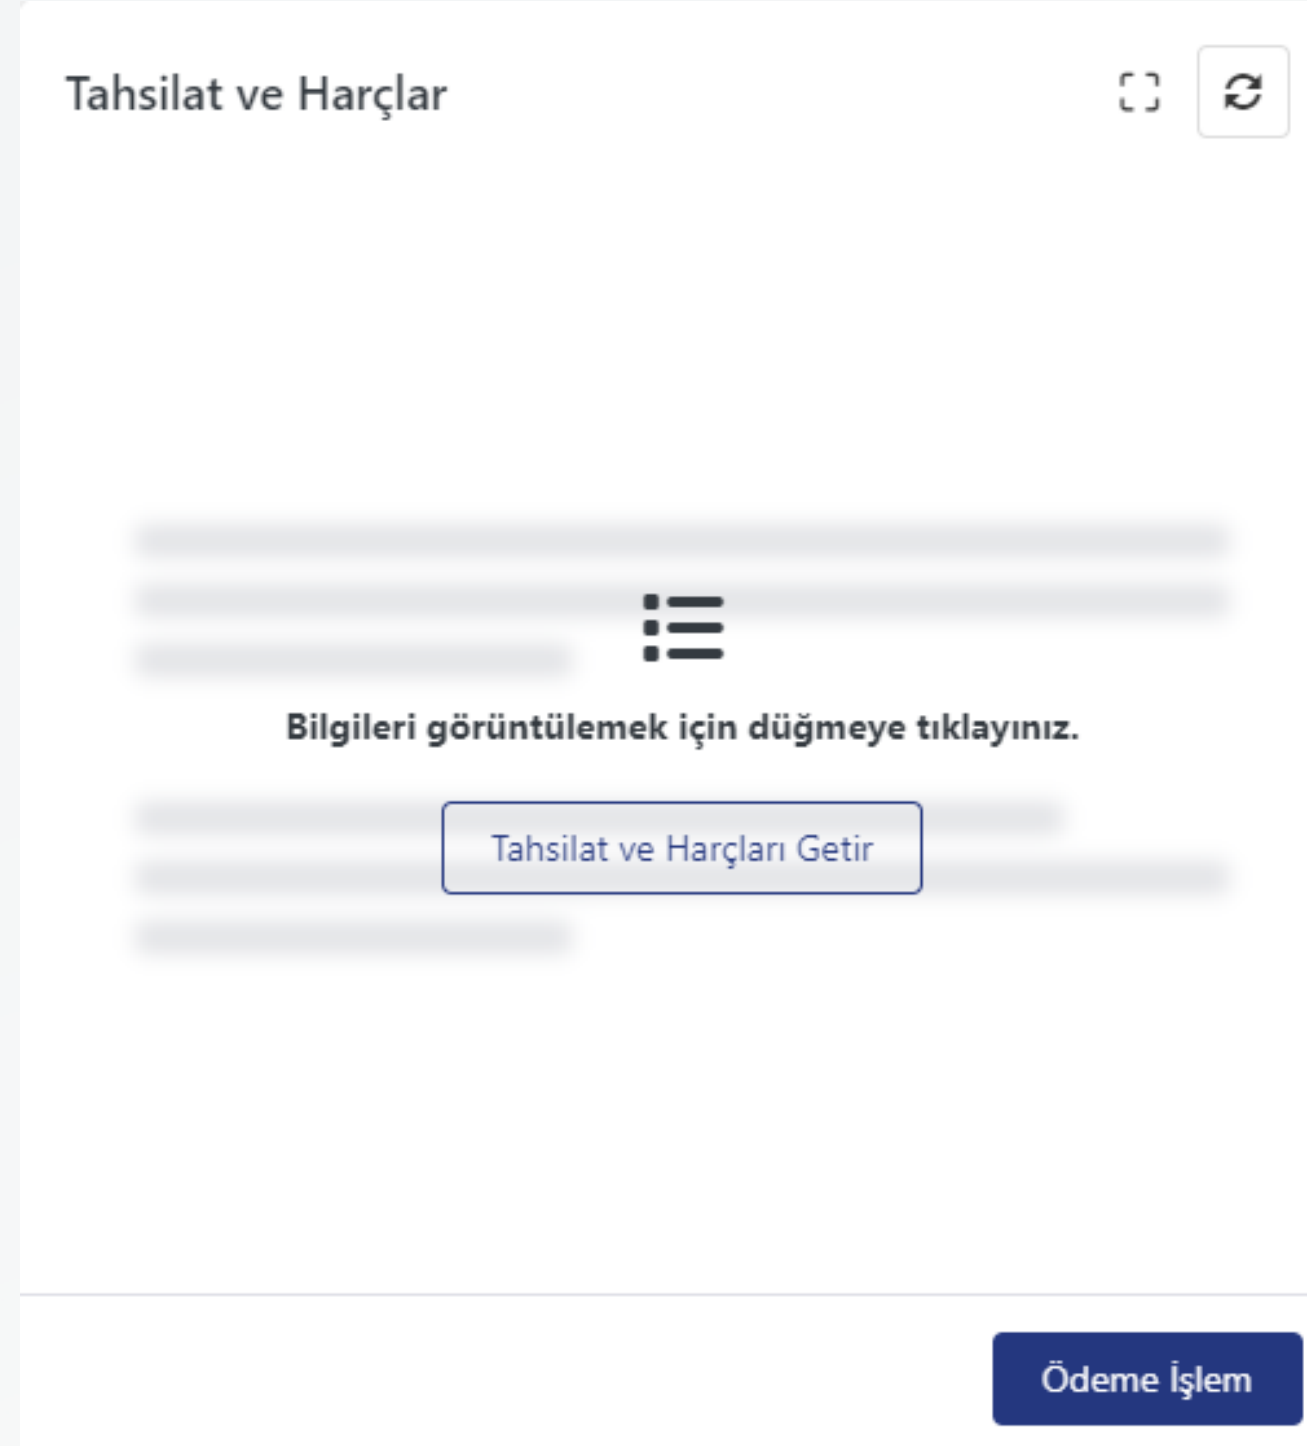 Tahsilat ve Harçlar
Bilgileri görüntülemek için düğmeye tıklayınız.
Tahsilat ve Harçları Getir
Ödeme İşlem